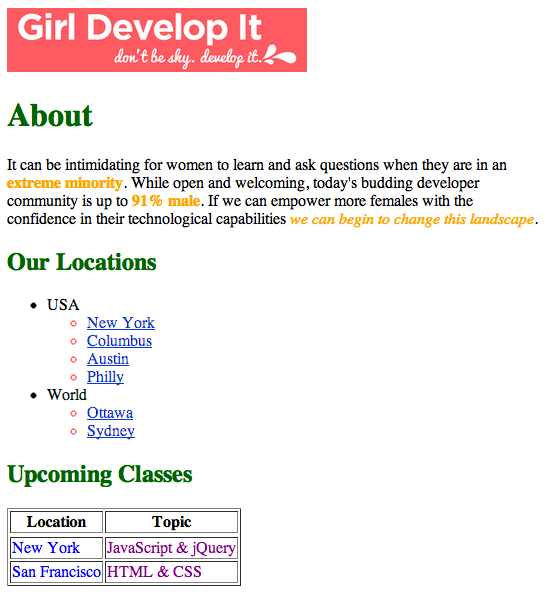 Girl Develop It
don't be shy. develop it.
About
It can be intimidating for women to learn and ask questions when they are in an
extreme minority. While open and welcoming, today's budding developer
community is up to 91% male. If we can empower more females with the
confidence in their technological capabilities we can begin to change this landscape.
Our Locations
USA
New York
Columbus
Austin
Philly
World
Ottawa
Sydney
Upcoming Classes
Location Topic
New York JavaScript & jQuery
San Francisco HTML & CSS